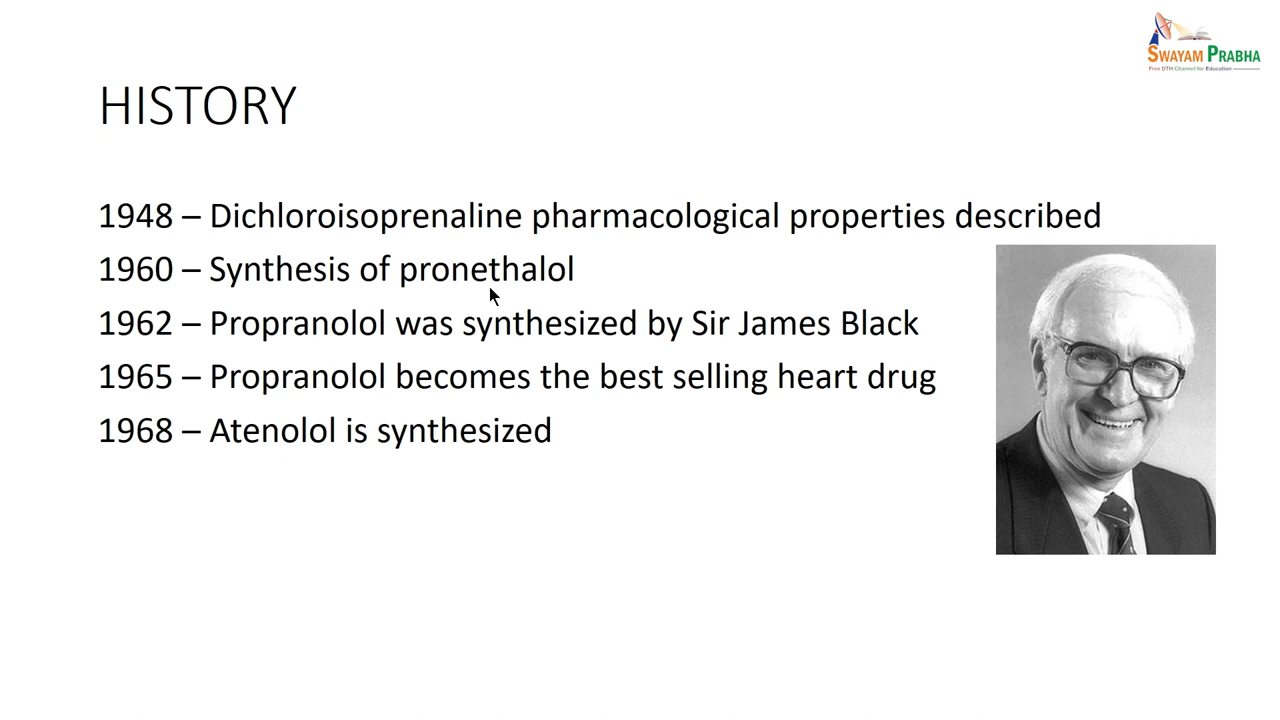 SWAYAM PRABHA
Free DTH Channel for Education
HISTORY
1948 – Dichloroisoprenaline pharmacological properties described
1960 – Synthesis of pronethalol
1962 – Propranolol was synthesized by Sir James Black
1965 – Propranolol becomes the best selling heart drug
1968 – Atenolol is synthesized